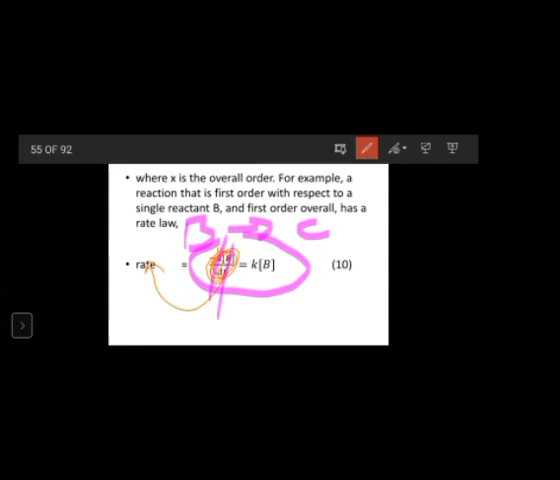 55 OF 92
• where x is the overall order. For example, a
reaction that is first order with respect to a
single reactant B, and first order overall, has a
rate law,
B → C
• rate = = k[B] (10)